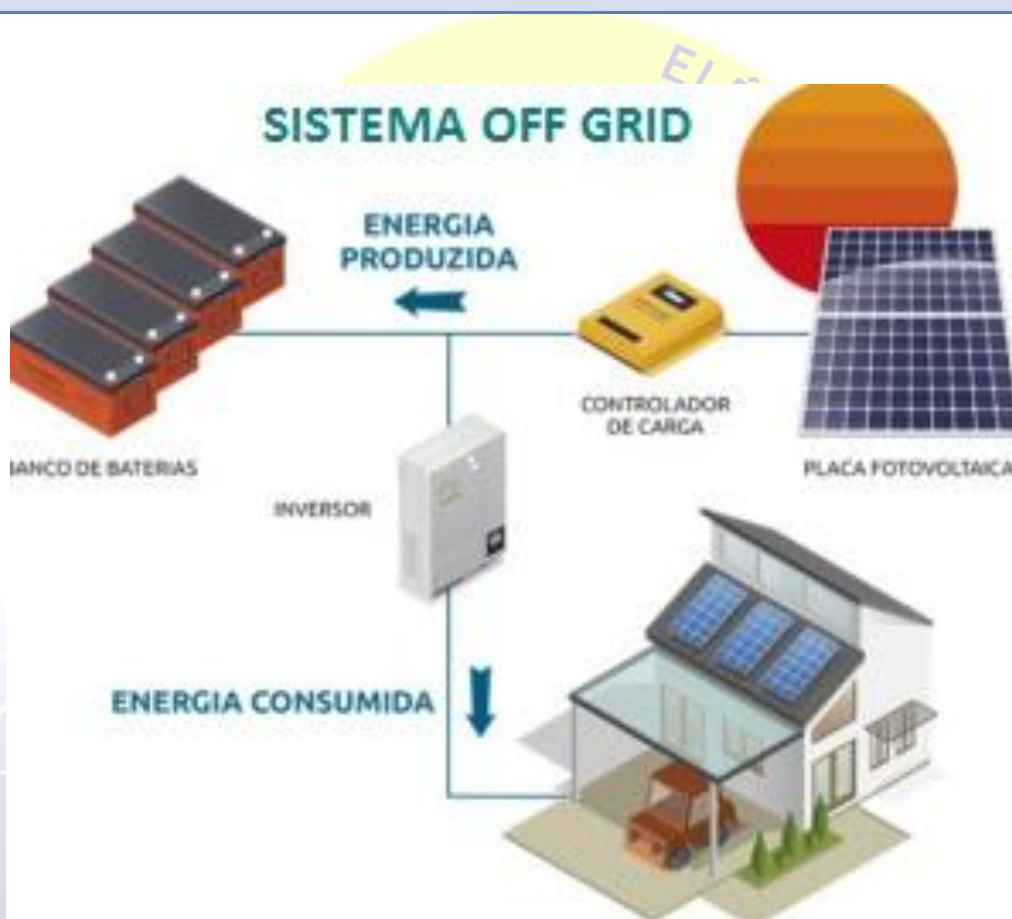 SISTEMA OFF GRID
ENERGIA
PRODUZIDA
CONTROLADOR
DE CARGA
BANCO DE BATERIAS
PLACA FOTOVOLTAICA
INVERSOR
ENERGIA CONSUMIDA